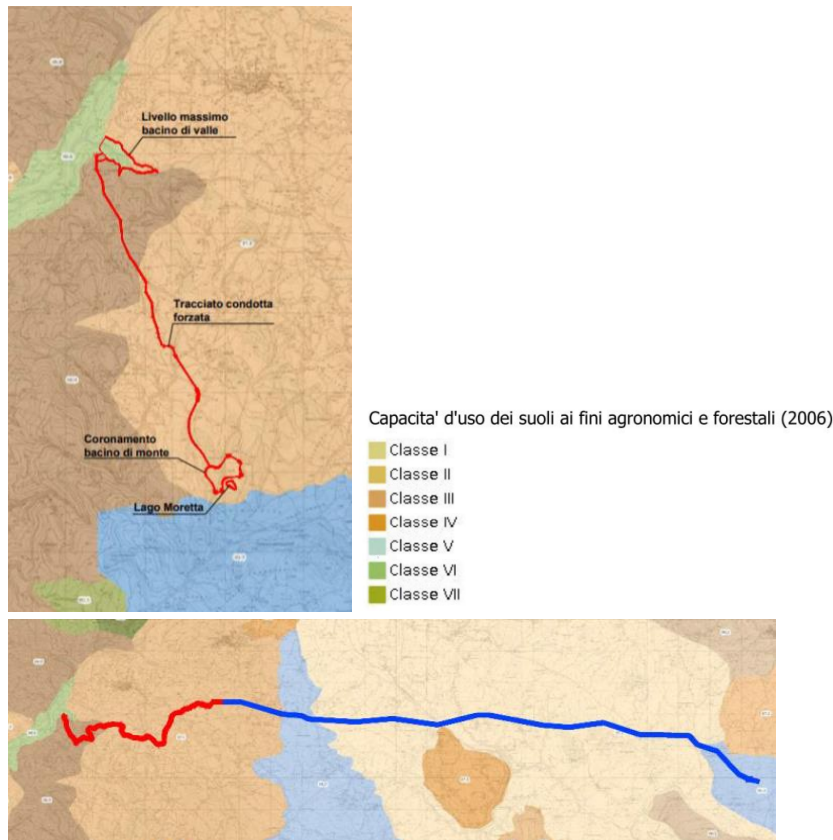 Livello massimo
bacino di valle
Tracciato condotta
forzata
Coronamento
bacino di monte
Lago Moretta
Capacita' d'uso dei suoli ai fini agronomici e forestali (2006)
Classe I
Classe II
Classe III
Classe IV
Classe V
Classe VI
Classe VII